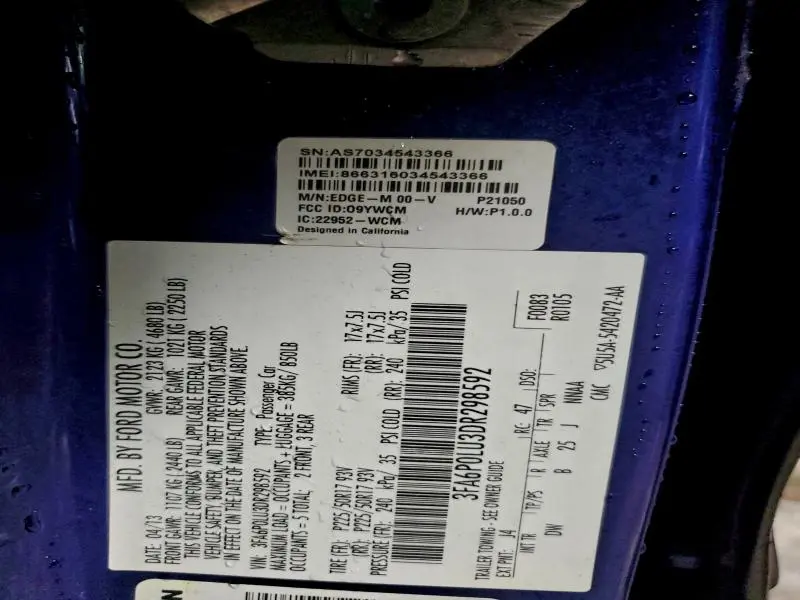 SN:AS7034543366
IMEI:866316034543366
M/N:EDGE-M 00-V P21050
FCC ID:O9YWCM H/W:P1.0.0
IC:22952-WCM
Designed in California
MFD. BY FORD MOTOR CO.
DATE: 04/13 GVWR: 2123 KG ( 4680 LB)
FRONT GAWR: 1107 KG (2440 LB) REAR GAWR: 1021 KG ( 2250 LB)
THIS VEHICLE CONFORMS TO ALL APPLICABLE FEDERAL MOTOR
VEHICLE SAFETY, BUMPER, AND THEFT PREVENTION STANDARDS
IN EFFECT ON THE DATE OF MANUFACTURE SHOWN ABOVE.
VIN: 3FA6P0LU3DR298592 TYPE: Passenger Car
MAXIMUM LOAD = OCCUPANTS + LUGGAGE = 385KG/ 850LB
OCCUPANTS = 5 TOTAL; 2 FRONT, 3 REAR
TIRE (FR): P225/50R17 93V RIMS (FR): 17x7.5J
(RR): P225/50R17 93V (RR): 17x7.5J
PRESSURE (FR): 240 kPa/ 35 PSI COLD (RR): 240 kPa/ 35 PSI COLD
3FA6P0LU3DR298592
TRAILER TOWING - SEE OWNER GUIDE F0083
EXT PNT: J4 RC: 47 DSO: R0105
INT TR TP/PS R AXLE TR SPR
DW B 25 J NNAA
CMC 5U5A-5420472-AA
N